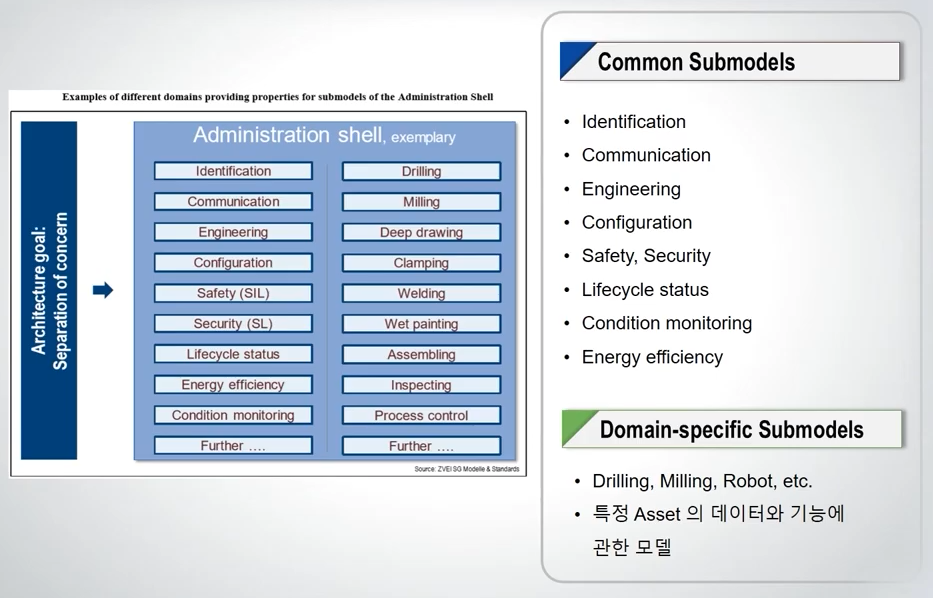 Examples of different domains providing properties for submodels of the Administration Shell
Architecture goal:
Separation of concern
Administration shell, exemplary
Identification
Communication
Engineering
Configuration
Safety (SIL)
Security (SL)
Lifecycle status
Energy efficiency
Condition monitoring
Further ....
Drilling
Milling
Deep drawing
Clamping
Welding
Wet painting
Assembling
Inspecting
Process control
Further ....
Source: ZVEI SG Modelle & Standards
Common Submodels
• Identification
• Communication
• Engineering
• Configuration
• Safety, Security
• Lifecycle status
• Condition monitoring
• Energy efficiency
Domain-specific Submodels
• Drilling, Milling, Robot, etc.
• 특정 Asset 의 데이터와 기능에
관한 모델